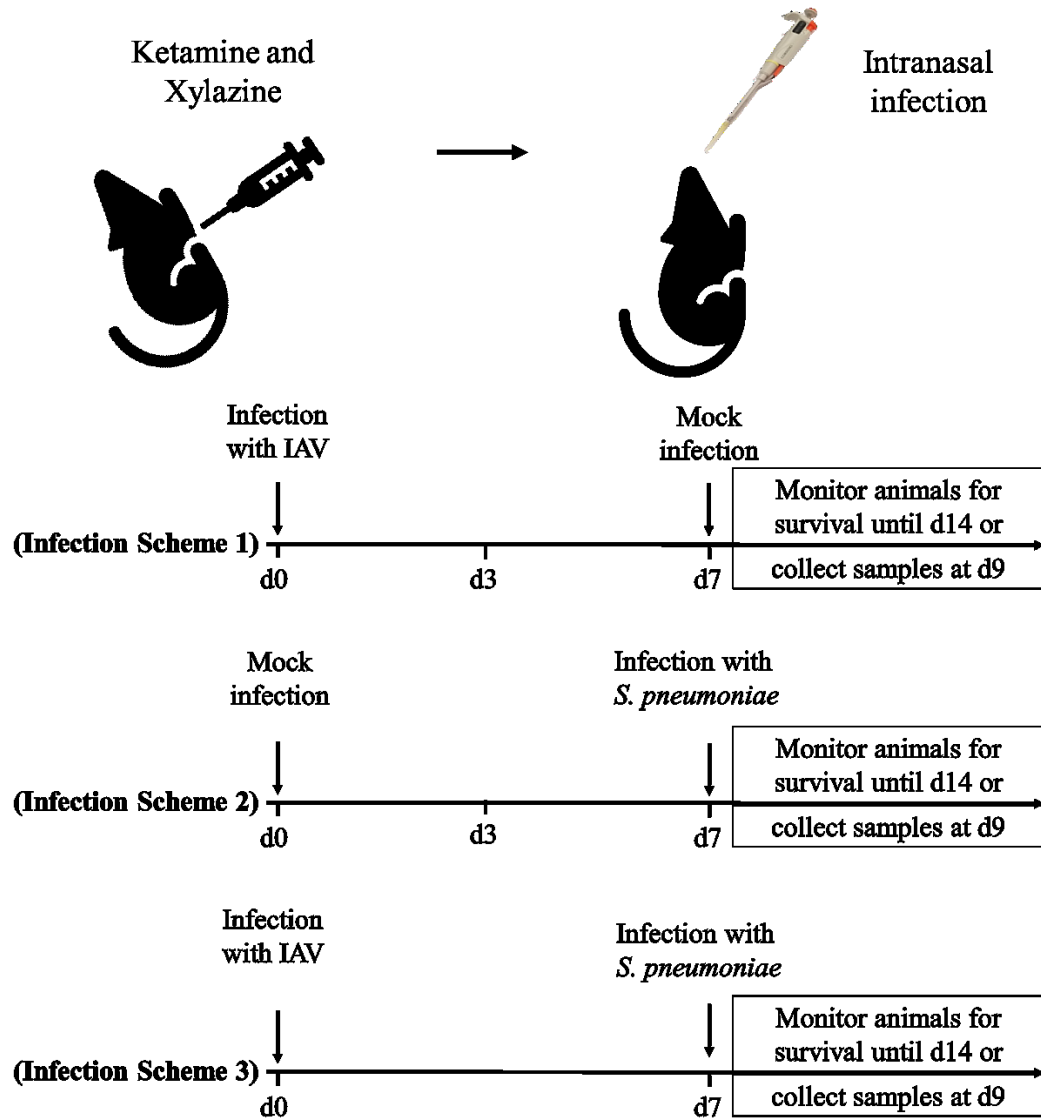 Ketamine and
Xylazine
Intranasal
infection
Infection
with IAV
Mock
infection
(Infection Scheme 1)
d0
d3
d7
Monitor animals for
survival until d14 or
collect samples at d9
Mock
infection
Infection with
S. pneumoniae
(Infection Scheme 2)
d0
d3
d7
Monitor animals for
survival until d14 or
collect samples at d9
Infection
with IAV
Infection with
S. pneumoniae
(Infection Scheme 3)
d0
d7
Monitor animals for
survival until d14 or
collect samples at d9